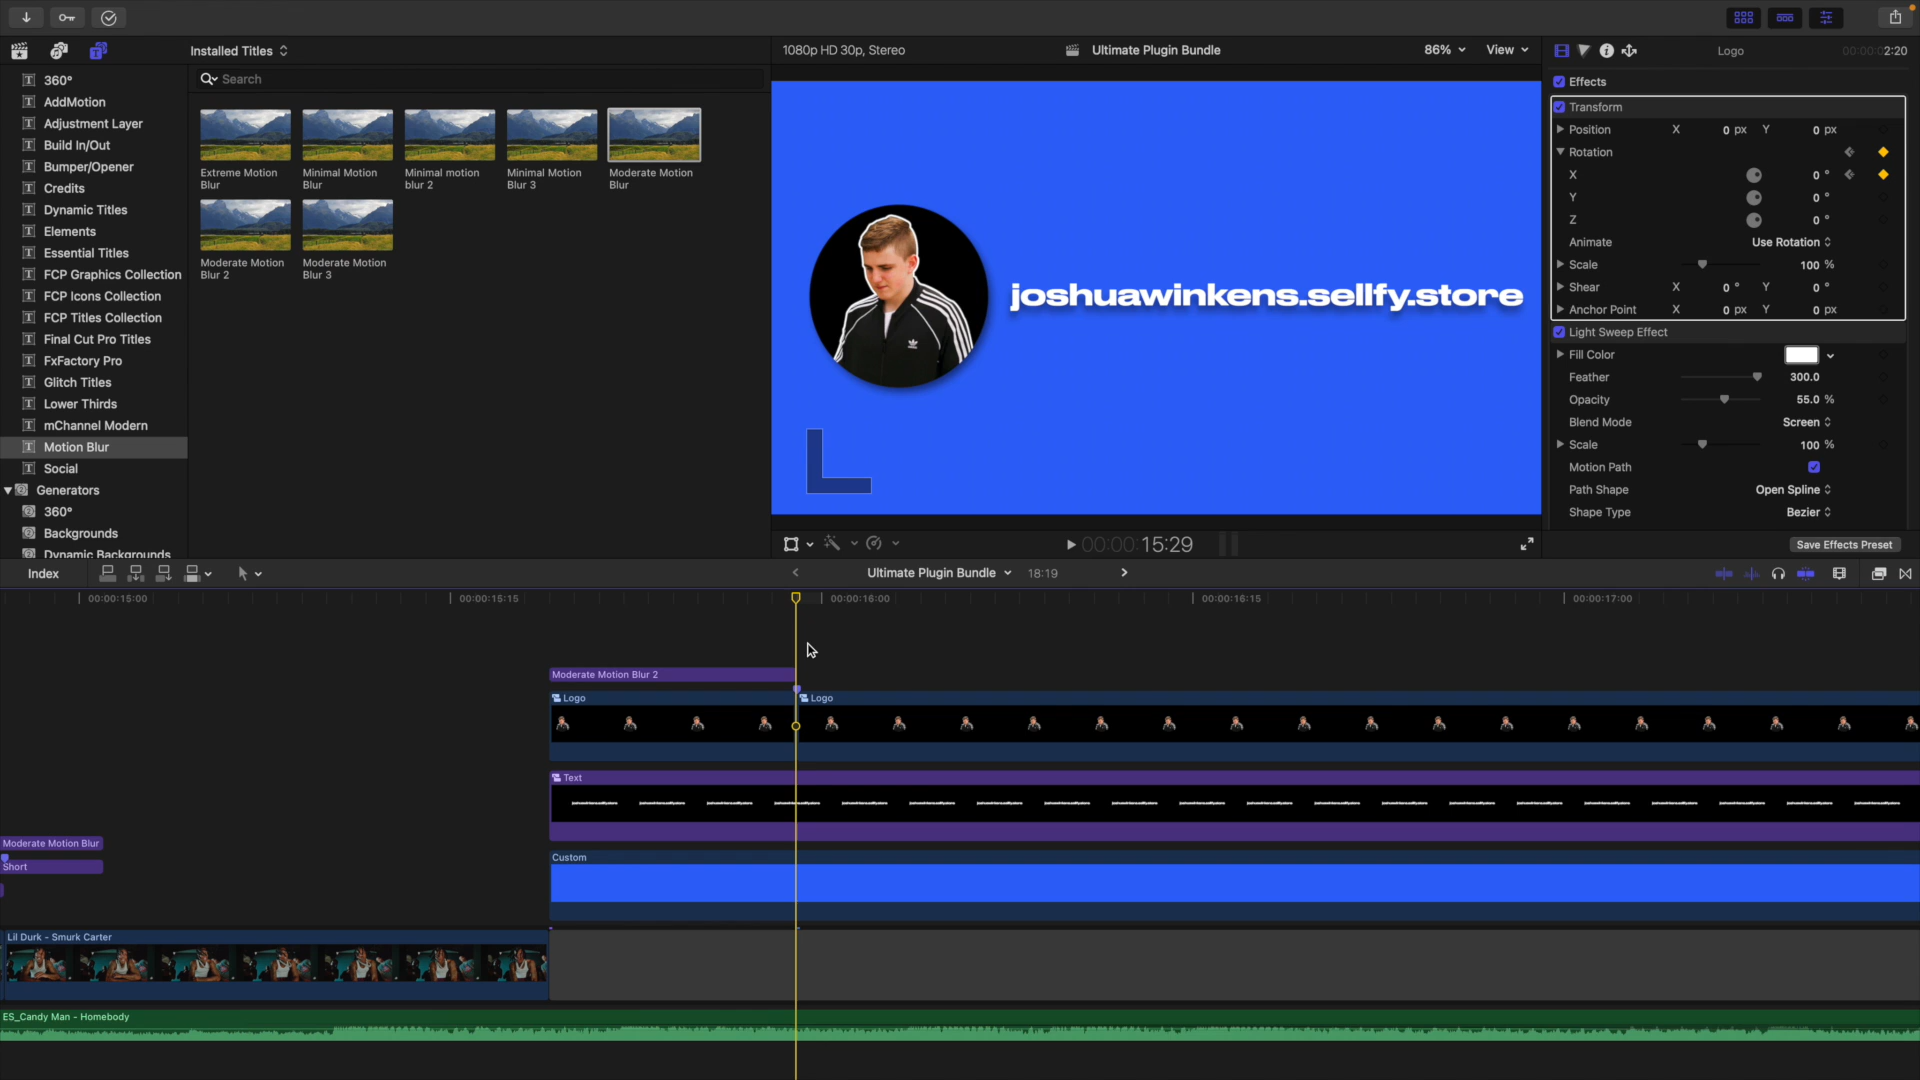 Installed Titles
1080p HD 30p, Stereo
Ultimate Plugin Bundle
86%
View
Logo
00:00:02:20
360°
AddMotion
Adjustment Layer
Build In/Out
Bumper/Opener
Credits
Dynamic Titles
Elements
Essential Titles
FCP Graphics Collection
FCP Icons Collection
FCP Titles Collection
Final Cut Pro Titles
FxFactory Pro
Glitch Titles
Lower Thirds
mChannel Modern
Motion Blur
Social
Generators
360°
Backgrounds
Dynamic Backgrounds
Search
Extreme Motion
Blur
Minimal Motion
Blur
Minimal motion
blur 2
Minimal Motion
Blur 3
Moderate Motion
Blur
Moderate Motion
Blur 2
Moderate Motion
Blur 3
joshuawinkens.sellfy.store
Effects
Transform
Position X 0 px Y 0 px
Rotation
X 0 °
Y 0 °
Z 0 °
Animate Use Rotation
Scale 100 %
Shear X 0 ° Y 0 °
Anchor Point X 0 px Y 0 px
Light Sweep Effect
Fill Color
Feather 300.0
Opacity 55.0 %
Blend Mode Screen
Scale 100 %
Motion Path
Path Shape Open Spline
Shape Type Bezier
00:00:15:29
Save Effects Preset
Index
Ultimate Plugin Bundle
18:19
00:00:15:00
00:00:15:15
00:00:16:00
00:00:16:15
00:00:17:00
Moderate Motion Blur 2
Logo
Logo
Text
Moderate Motion Blur
Short
Custom
Lil Durk - Smurk Carter
ES_Candy Man - Homebody